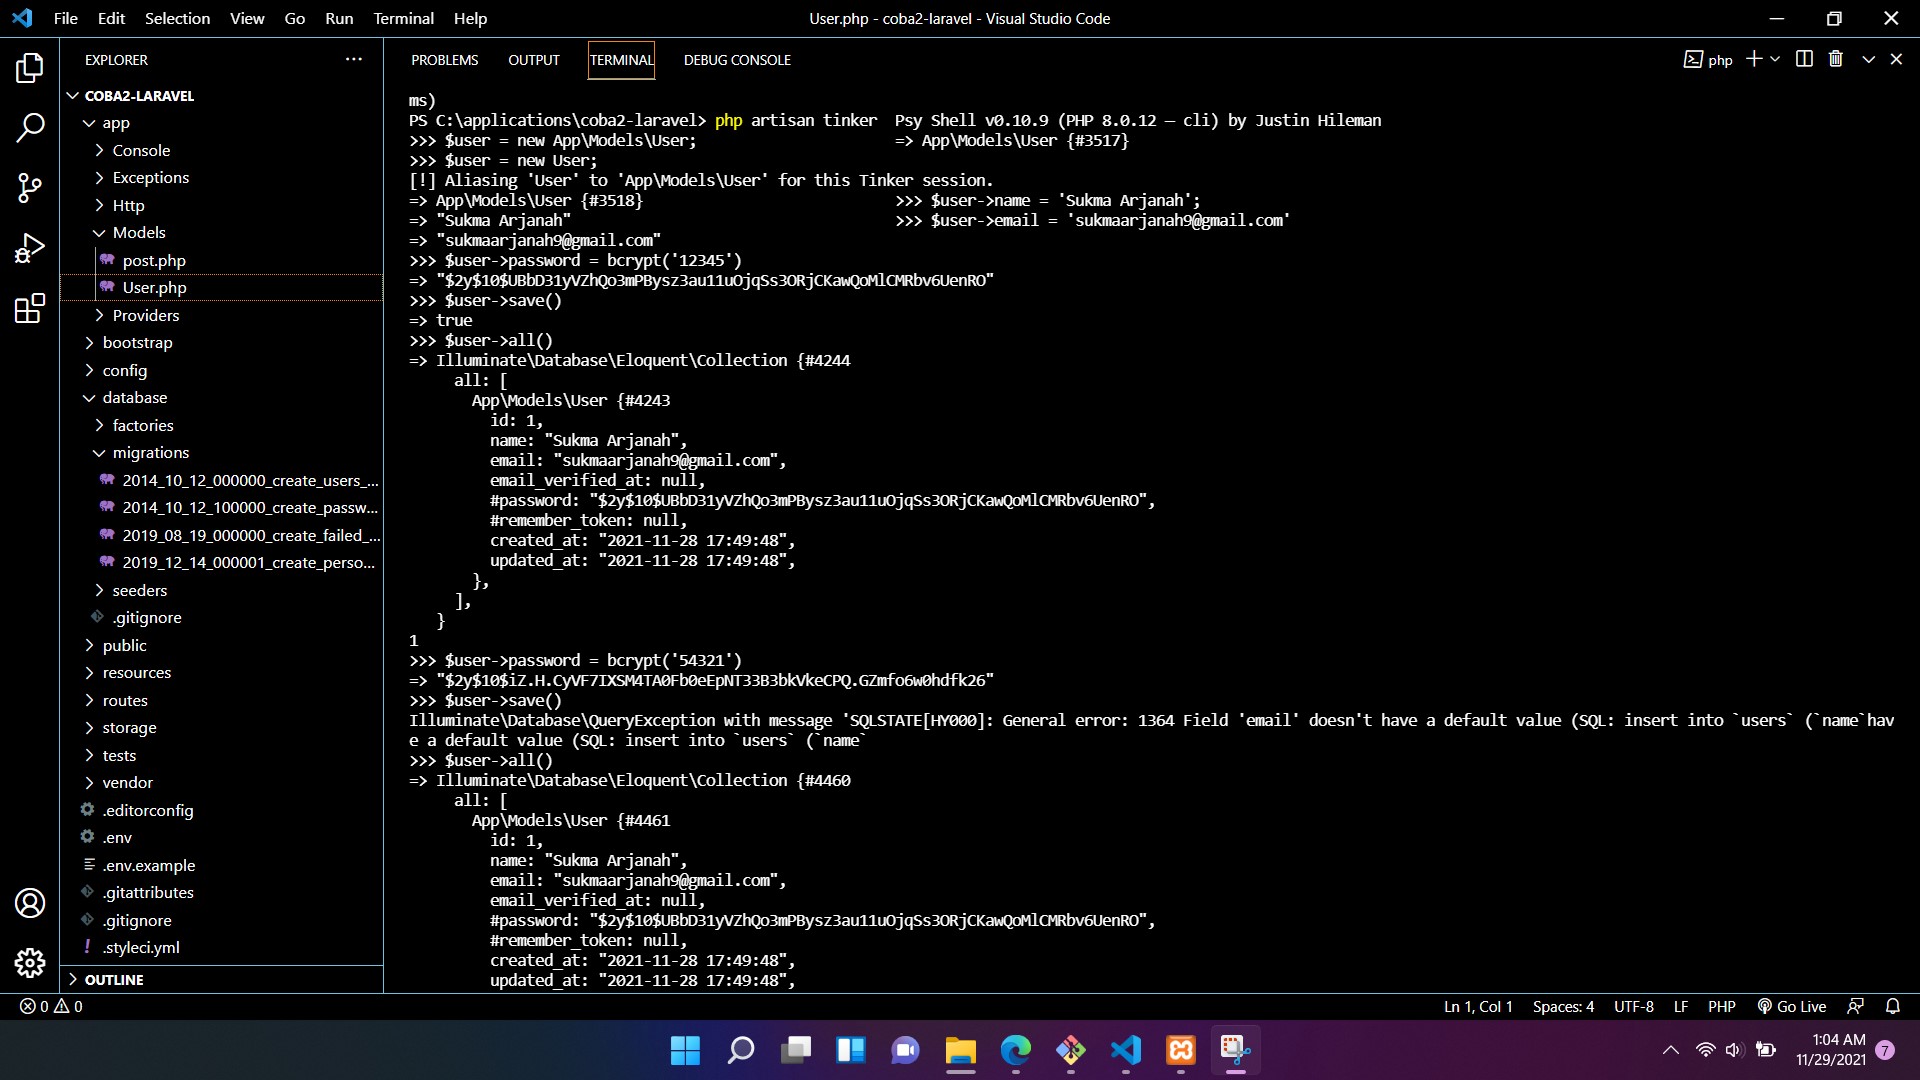 File Edit Selection View Go Run Terminal Help
User.php - coba2-laravel - Visual Studio Code
EXPLORER
COBA2-LARAVEL
app
Console
Exceptions
Http
Models
post.php
User.php
Providers
bootstrap
config
database
factories
migrations
2014_10_12_000000_create_users_...
2014_10_12_100000_create_passw...
2019_08_19_000000_create_failed_...
2019_12_14_000001_create_perso...
seeders
.gitignore
public
resources
routes
storage
tests
vendor
.editorconfig
.env
.env.example
.gitattributes
.gitignore
.styleci.yml
OUTLINE
PROBLEMS OUTPUT TERMINAL DEBUG CONSOLE
php
ms)
PS C:\applications\coba2-laravel> php artisan tinker  Psy Shell v0.10.9 (PHP 8.0.12 — cli) by Justin Hileman
>>> $user = new App\Models\User;                      => App\Models\User {#3517}
>>> $user = new User;
[!] Aliasing 'User' to 'App\Models\User' for this Tinker session.
=> App\Models\User {#3518}                            >>> $user->name = 'Sukma Arjanah';
=> "Sukma Arjanah"                                    >>> $user->email = 'sukmaarjanah9@gmail.com'
=> "sukmaarjanah9@gmail.com"
>>> $user->password = bcrypt('12345')
=> "$2y$10$UBbD31yVZhQo3mPBysz3au11uOjqSs3ORjCKawQoMlCMRbv6UenRO"
>>> $user->save()
=> true
>>> $user->all()
=> Illuminate\Database\Eloquent\Collection {#4244
all: [
App\Models\User {#4243
id: 1,
name: "Sukma Arjanah",
email: "sukmaarjanah9@gmail.com",
email_verified_at: null,
#password: "$2y$10$UBbD31yVZhQo3mPBysz3au11uOjqSs3ORjCKawQoMlCMRbv6UenRO",
#remember_token: null,
created_at: "2021-11-28 17:49:48",
updated_at: "2021-11-28 17:49:48",
},
],
}
1
>>> $user->password = bcrypt('54321')
=> "$2y$10$iZ.H.CyVF7IXSM4TA0Fb0eEpNT33B3bkVkeCPQ.GZmfo6w0hdfk26"
>>> $user->save()
Illuminate\Database\QueryException with message 'SQLSTATE[HY000]: General error: 1364 Field 'email' doesn't have a default value (SQL: insert into `users` (`name`hav
e a default value (SQL: insert into `users` (`name`
>>> $user->all()
=> Illuminate\Database\Eloquent\Collection {#4460
all: [
App\Models\User {#4461
id: 1,
name: "Sukma Arjanah",
email: "sukmaarjanah9@gmail.com",
email_verified_at: null,
#password: "$2y$10$UBbD31yVZhQo3mPBysz3au11uOjqSs3ORjCKawQoMlCMRbv6UenRO",
#remember_token: null,
created_at: "2021-11-28 17:49:48",
updated_at: "2021-11-28 17:49:48",
0 0
Ln 1, Col 1 Spaces: 4 UTF-8 LF PHP Go Live
1:04 AM
11/29/2021
7